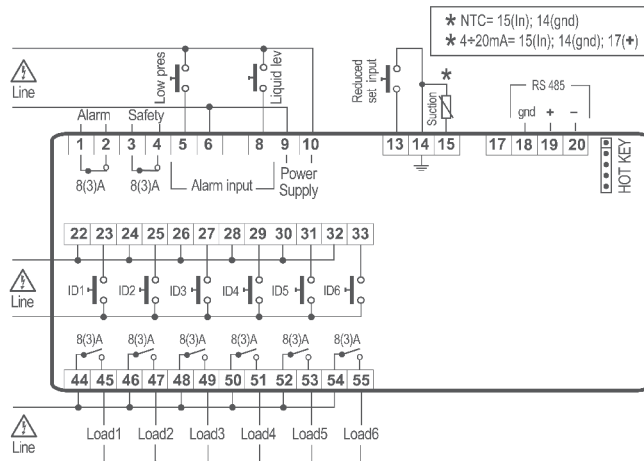 * NTC= 15(In); 14(gnd)
* 4÷20mA= 15(In); 14(gnd); 17(+)
Line
Low pres
Liquid lev
Reduced
set input
Suction
*
RS 485
gnd + −
Alarm Safety
1 2 3 4 5 6 8 9 10 13 14 15 17 18 19 20
8(3)A 8(3)A Alarm input Power
Supply
HOT KEY
22 23 24 25 26 27 28 29 30 31 32 33
Line
ID1 ID2 ID3 ID4 ID5 ID6
8(3)A 8(3)A 8(3)A 8(3)A 8(3)A 8(3)A
44 45 46 47 48 49 50 51 52 53 54 55
Line
Load1 Load2 Load3 Load4 Load5 Load6